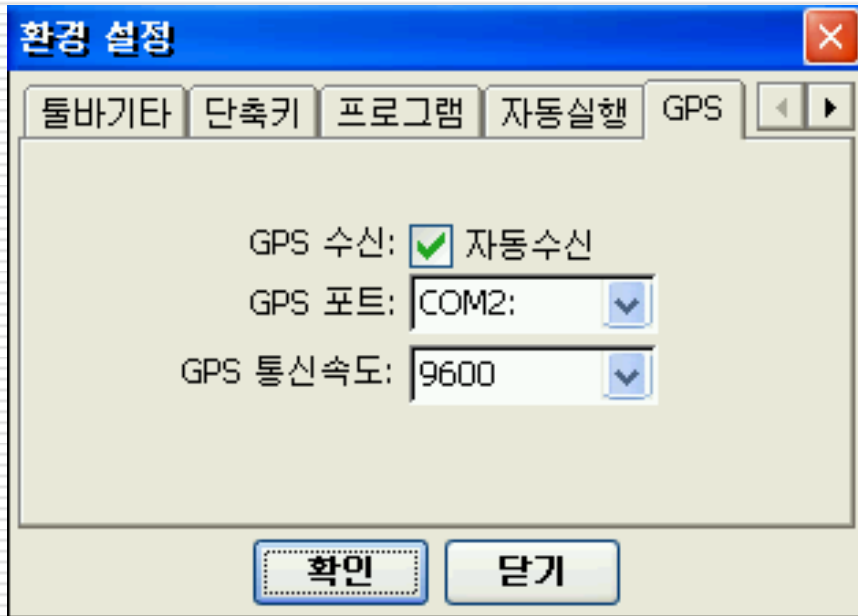 환경 설정
툴바기타 단축키 프로그램 자동실행 GPS
GPS 수신: 자동수신
GPS 포트: COM2:
GPS 통신속도: 9600
확인 닫기